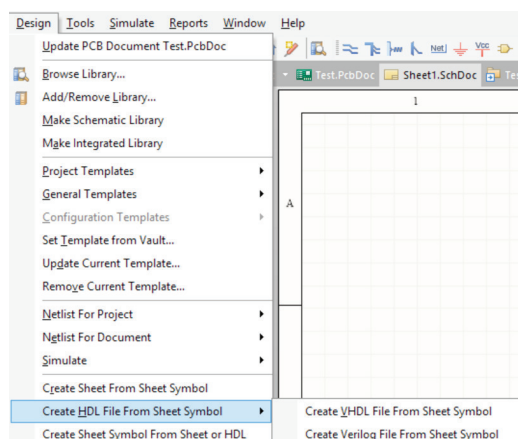 Design Tools Simulate Reports Window Help
Update PCB Document Test.PcbDoc
Net Vcc
Browse Library...
Test.PcbDoc Sheet1.SchDoc Te
Add/Remove Library...
1
Make Schematic Library
Make Integrated Library
Project Templates
General Templates
A
Configuration Templates
Set Template from Vault...
Update Current Template...
Remove Current Template...
Netlist For Project
Netlist For Document
Simulate
Create Sheet From Sheet Symbol
Create HDL File From Sheet Symbol
Create VHDL File From Sheet Symbol
Create Sheet Symbol From Sheet or HDL
Create Verilog File From Sheet Symbol